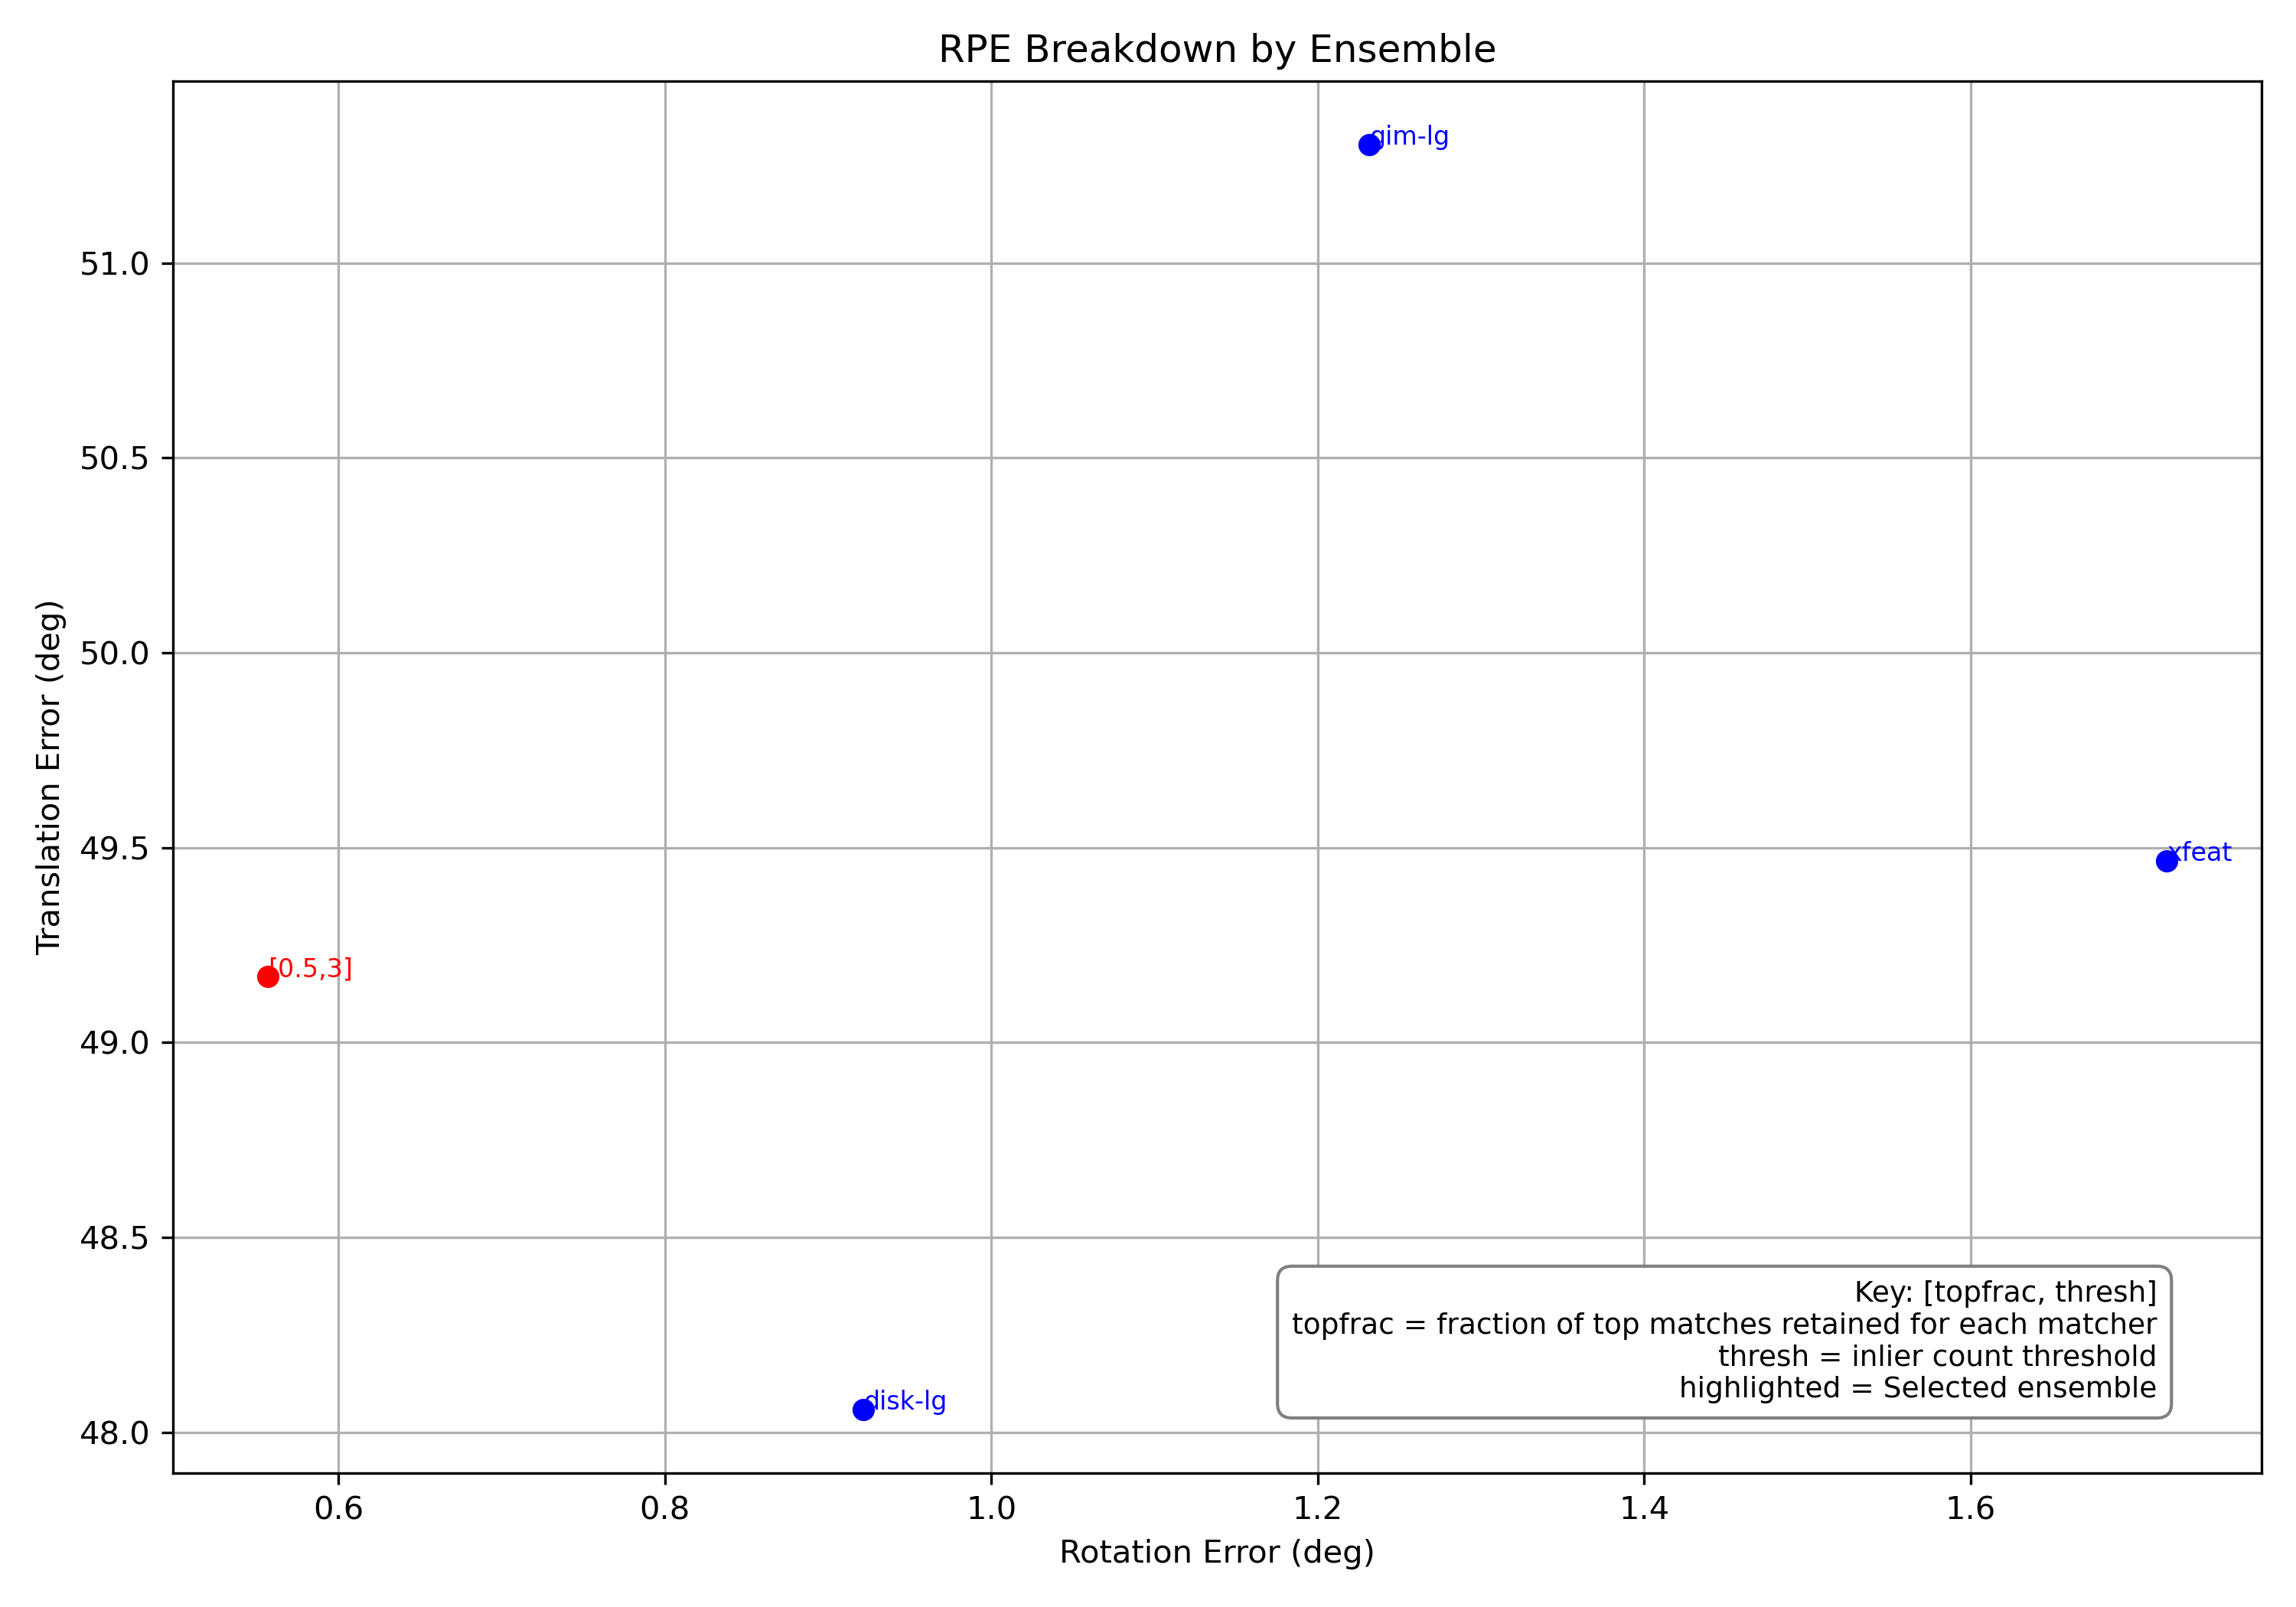 RPE Breakdown by Ensemble
gim-lg
51.0
50.5
50.0
49.5
49.0
48.5
48.0
Translation Error (deg)
xfeat
[0.5,3]
disk-lg
Key: [topfrac, thresh]
topfrac = fraction of top matches retained for each matcher
thresh = inlier count threshold
highlighted = Selected ensemble
0.6 0.8 1.0 1.2 1.4 1.6
Rotation Error (deg)